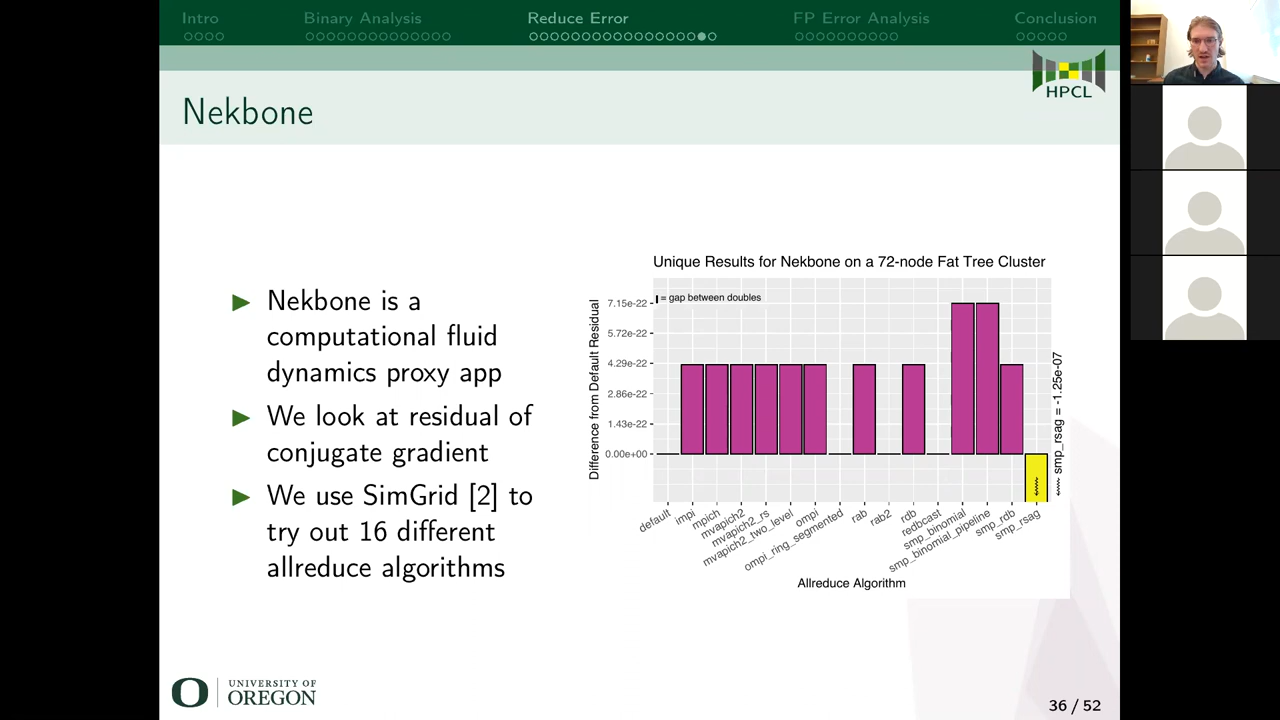 Intro Binary Analysis Reduce Error FP Error Analysis Conclusion
HPCL
Nekbone
Nekbone is a
computational fluid
dynamics proxy app
We look at residual of
conjugate gradient
We use SimGrid [2] to
try out 16 different
allreduce algorithms
Unique Results for Nekbone on a 72-node Fat Tree Cluster
= gap between doubles
Difference from Default Residual
7.15e-22
5.72e-22
4.29e-22
2.86e-22
1.43e-22
0.00e+00
smp_rsag = -1.25e-07
default
impi
mpich
mvapich2
mvapich2_rs
mvapich2_two_level
ompi
ompi_ring_segmented
rab
rab2
rdb
redbcast
smp_binomial
smp_binomial_pipeline
smp_rdb
smp_rsag
Allreduce Algorithm
O UNIVERSITY OF
OREGON
36 / 52